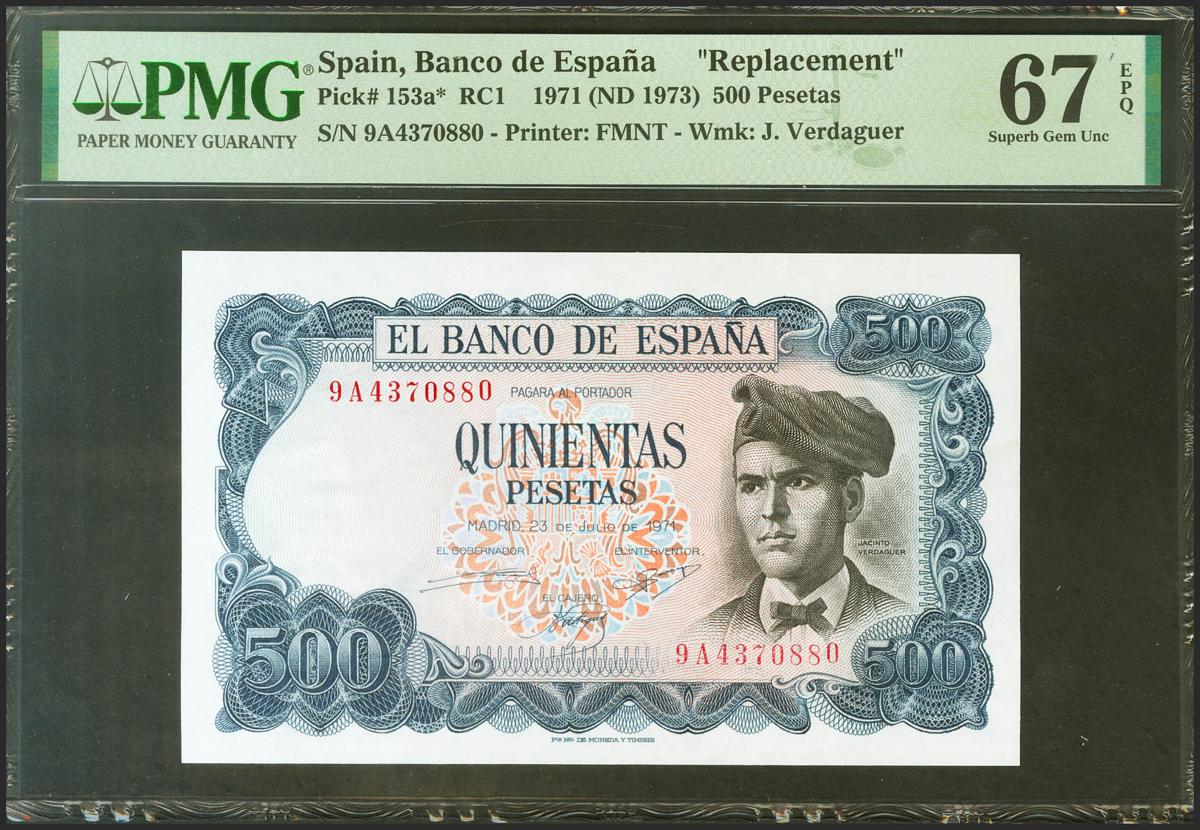 PMG®
PAPER MONEY GUARANTY
Spain, Banco de España "Replacement"
Pick# 153a* RC1 1971 (ND 1973) 500 Pesetas
S/N 9A4370880 - Printer: FMNT - Wmk: J. Verdaguer
67 EPQ
Superb Gem Unc
EL BANCO DE ESPAÑA
500
9A4370880
PAGARA AL PORTADOR
QUINIENTAS
PESETAS
MADRID, 23 DE JULIO DE 1971
EL GOBERNADOR
EL INTERVENTOR.
JACINTO
VERDAGUER
EL CAJERO
9A4370880
500
500